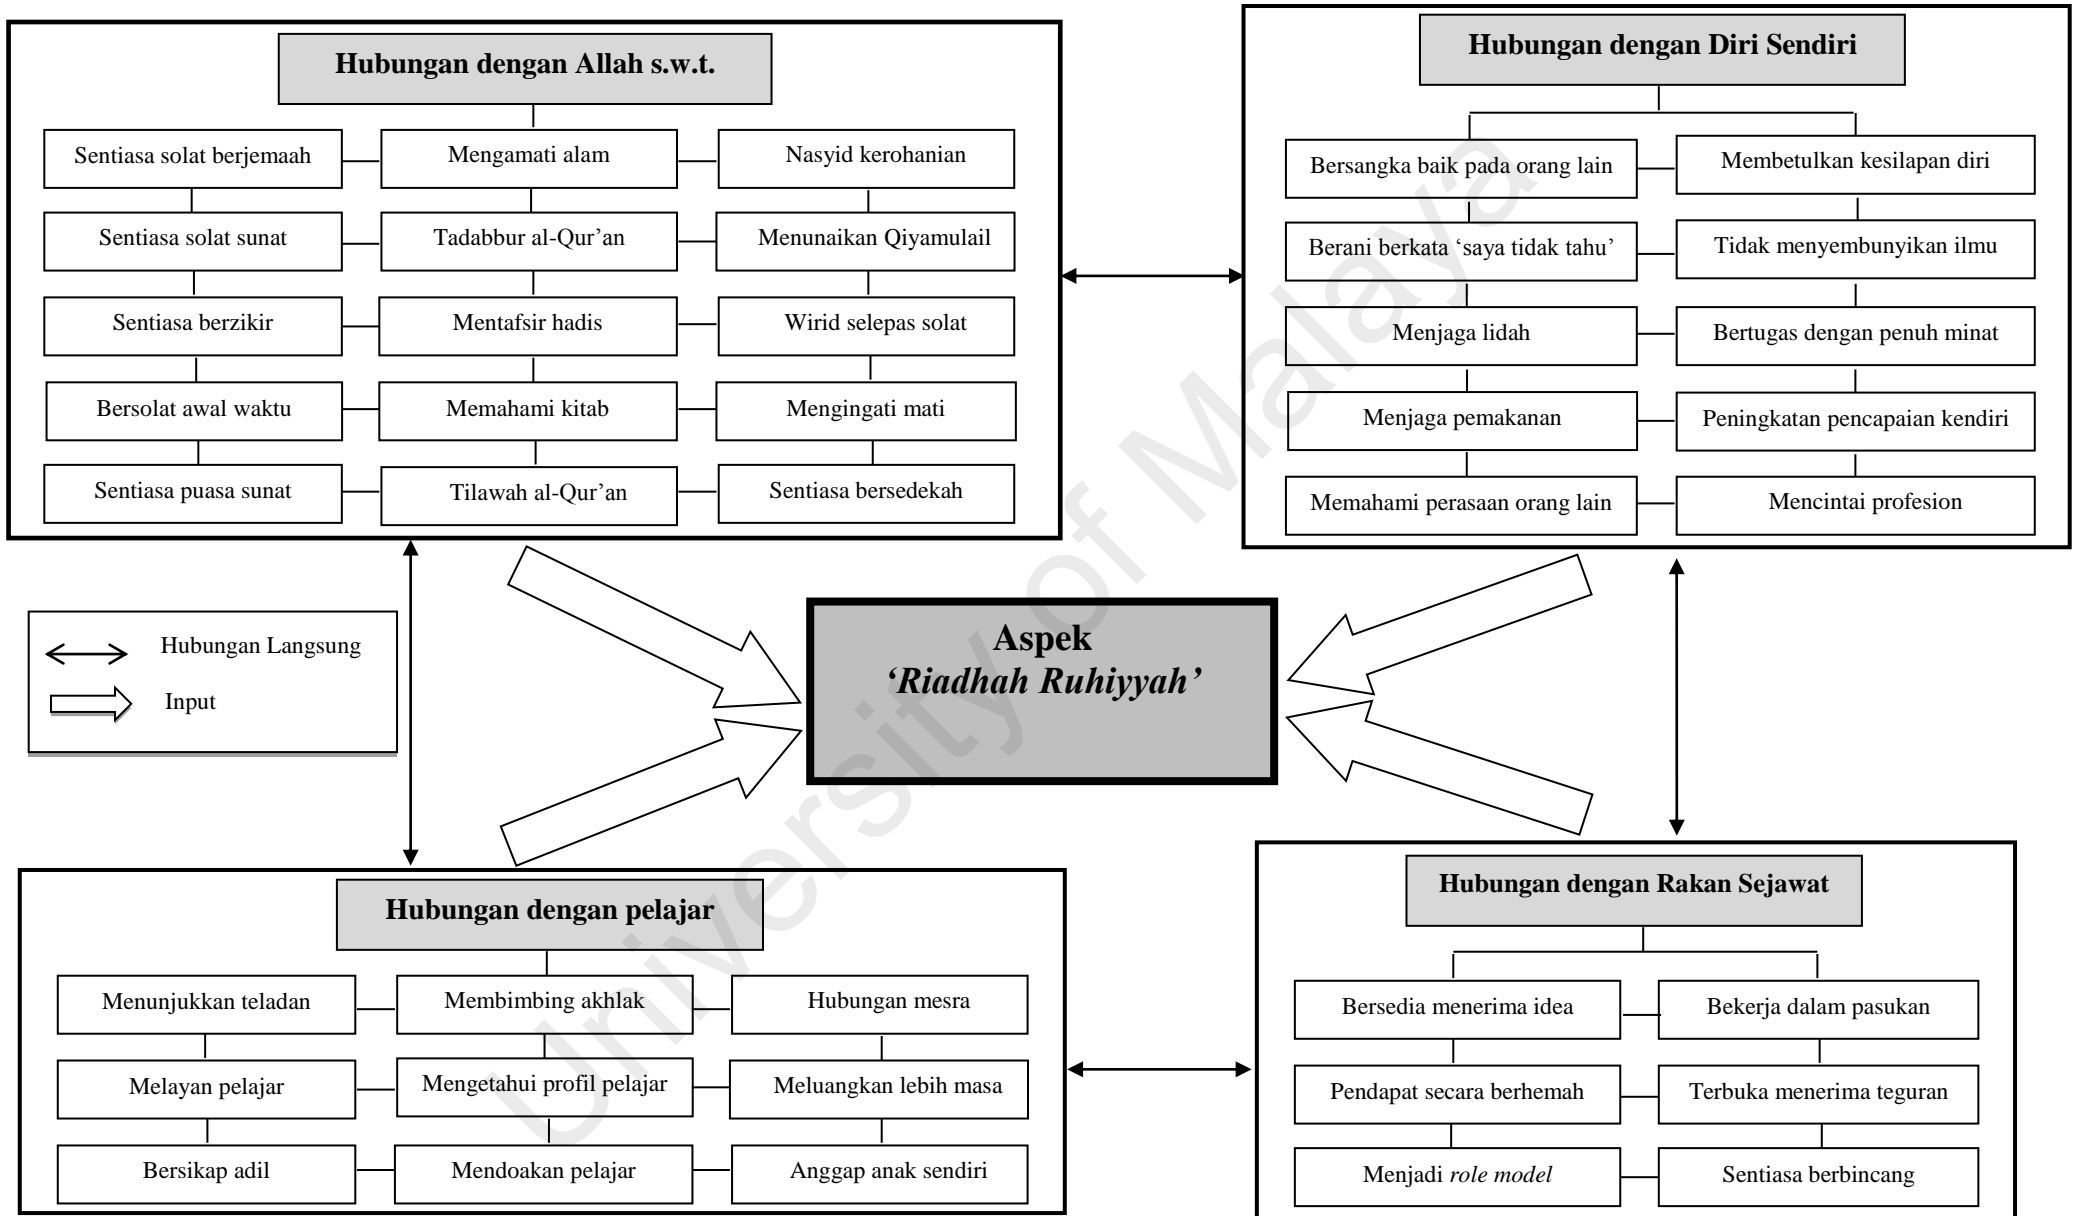 Hubungan dengan Allah s.w.t.
Sentiasa solat berjemaah
Mengamati alam
Nasyid kerohanian
Sentiasa solat sunat
Tadabbur al-Qur’an
Menunaikan Qiyamulail
Sentiasa berzikir
Mentafsir hadis
Wirid selepas solat
Bersolat awal waktu
Memahami kitab
Mengingati mati
Sentiasa puasa sunat
Tilawah al-Qur’an
Sentiasa bersedekah
Hubungan dengan Diri Sendiri
Bersangka baik pada orang lain
Membetulkan kesilapan diri
Berani berkata ‘saya tidak tahu’
Tidak menyembunyikan ilmu
Menjaga lidah
Bertugas dengan penuh minat
Menjaga pemakanan
Peningkatan pencapaian kendiri
Memahami perasaan orang lain
Mencintai profesion
Hubungan Langsung
Input
Aspek
‘Riadhah Ruhiyyah’
Hubungan dengan pelajar
Menunjukkan teladan
Membimbing akhlak
Hubungan mesra
Melayan pelajar
Mengetahui profil pelajar
Meluangkan lebih masa
Bersikap adil
Mendoakan pelajar
Anggap anak sendiri
Hubungan dengan Rakan Sejawat
Bersedia menerima idea
Bekerja dalam pasukan
Pendapat secara berhemah
Terbuka menerima teguran
Menjadi role model
Sentiasa berbincang
University of Malaya